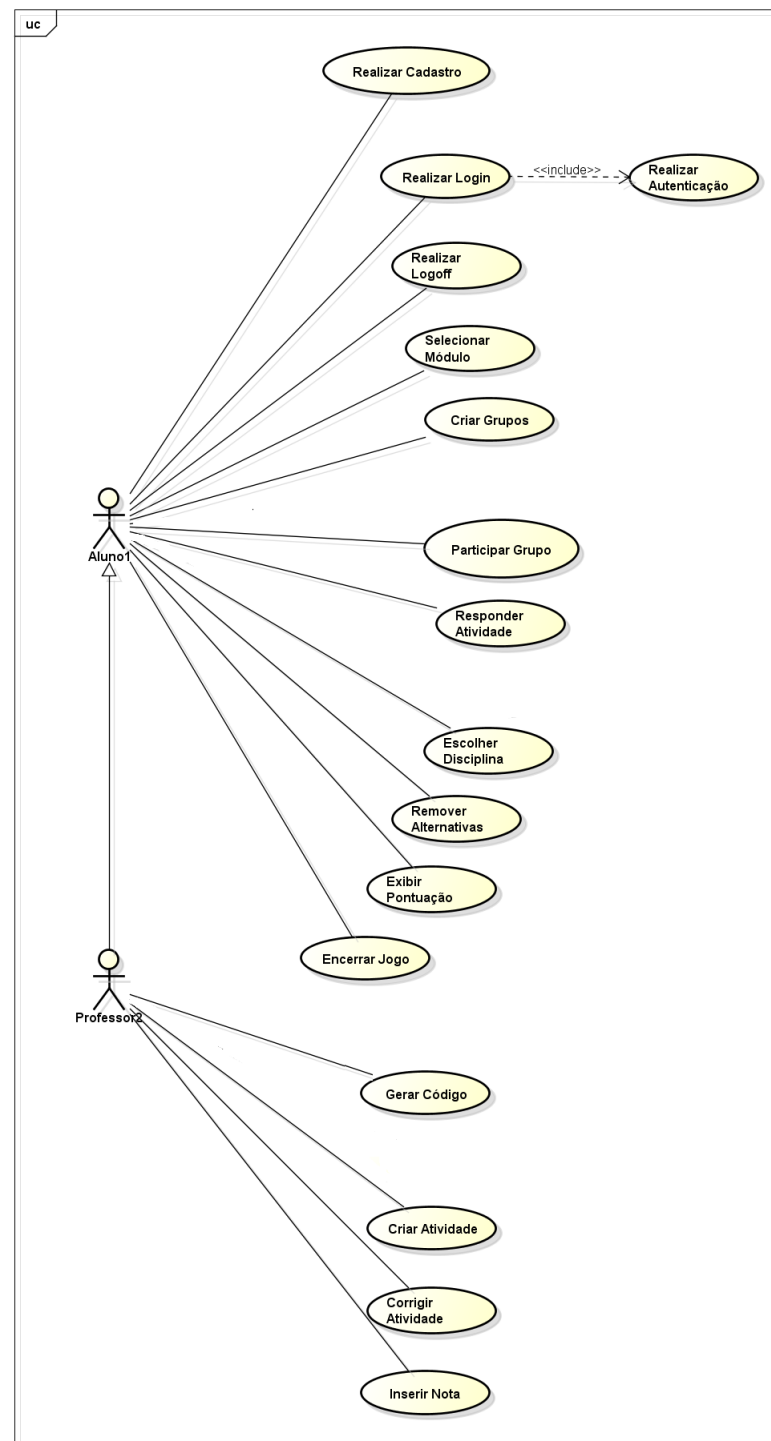 uc
Realizar Cadastro
Realizar Login
<<include>>
Realizar
Autenticação
Realizar
Logoff
Selecionar
Módulo
Criar Grupos
Aluno1
Participar Grupo
Responder
Atividade
Escolher
Disciplina
Remover
Alternativas
Exibir
Pontuação
Encerrar Jogo
Professor2
Gerar Código
Criar Atividade
Corrigir
Atividade
Inserir Nota